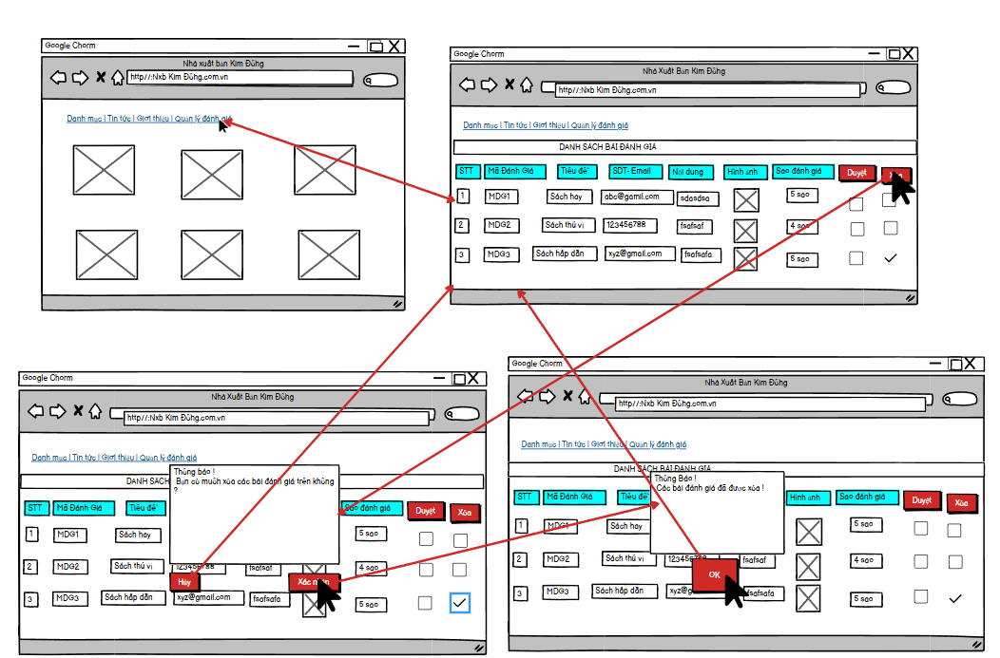 Google Chorm
Nhà xuất bản Kim Đồng
http//:Nxb Kim Đồng.com.vn
Danh mục | Tin tức | Giới thiệu | Quản lý đánh giá
Google Chorm
Nhà Xuất Bản Kim Đồng
http//:Nxb Kim Đồng.com.vn
Danh mục | Tin tức | Giới thiệu | Quản lý đánh giá
DANH SÁCH BÀI ĐÁNH GIÁ
STT Mã Đánh Giá Tiêu đề SDT- Email Nội dung Hình ảnh Sao đánh giá Duyệt Xóa
1 MDG1 Sách hay abc@gamil.com sdasdsa 5 sao
2 MDG2 Sách thú vị 123456788 fsafsaf 4 sao
3 MDG3 Sách hấp dẫn xyz@gmail.com fsafsafa 5 sao
Google Chorm
Nhà Xuất Bản Kim Đồng
http//:Nxb Kim Đồng.com.vn
Danh mục | Tin tức | Giới thiệu | Quản lý đánh giá
DANH SÁCH
Thông báo !
Bạn có muốn xóa các bài đánh giá trên không
?
STT Mã Đánh Giá Tiêu đề Sao đánh giá Duyệt Xóa
1 MDG1 Sách hay 5 sao
2 MDG2 Sách thú vị 123456788 fsafsaf 4 sao
Hủy Xác nhận
3 MDG3 Sách hấp dẫn xyz@gmail.com fsafsafa 5 sao
Google Chorm
Nhà Xuất Bản Kim Đồng
http//:Nxb Kim Đồng.com.vn
Danh mục | Tin tức | Giới thiệu | Quản lý đánh giá
DANH SÁCH BÀI ĐÁNH GIÁ
Thông Báo !
Các bài đánh giá đã được xóa !
STT Mã Đánh Giá Tiêu đề Hình ảnh Sao đánh giá Duyệt Xóa
1 MDG1 Sách hay 5 sao
2 MDG2 Sách thú vị 123456788 fsafsaf 4 sao
OK
3 MDG3 Sách hấp dẫn xyz@g fsafsafa 5 sao